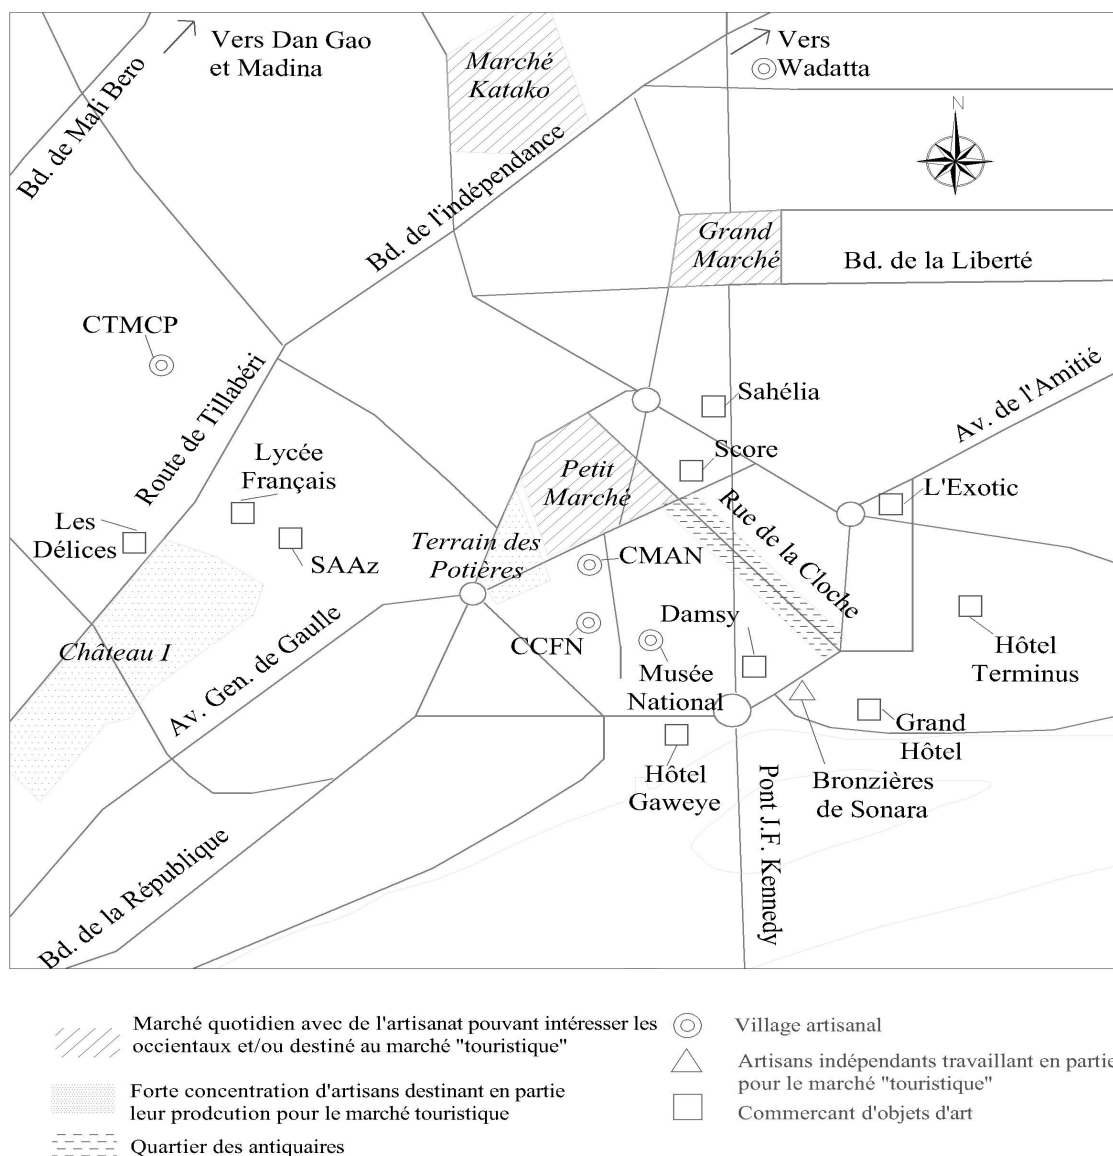 Vers Dan Gao
et Madina
Vers
Wadatta
Marché
Katako
Bd. de Mali Bero
N
Bd. de l'indépendance
Grand
Marché
Bd. de la Liberté
CTMCP
Route de Tillabéri
Sahélia
Av. de l'Amitié
Lycée
Français
Score
Petit
Marché
L'Exotic
Rue de la Cloche
Les
Délices
SAAz
Terrain des
Potières
CMAN
Château I
Av. Gen. de Gaulle
CCFN
Damsy
Musée
National
Hôtel
Terminus
Grand
Hôtel
Hôtel
Gaweye
Pont J.F. Kennedy
Bronzières
de Sonara
Bd. de la République
Marché quotidien avec de l'artisanat pouvant intéresser les
occientaux et/ou destiné au marché "touristique"
Forte concentration d'artisans destinant en partie
leur prodcution pour le marché touristique
Quartier des antiquaires
Village artisanal
Artisans indépendants travaillant en partie
pour le marché "touristique"
Commercant d'objets d'art